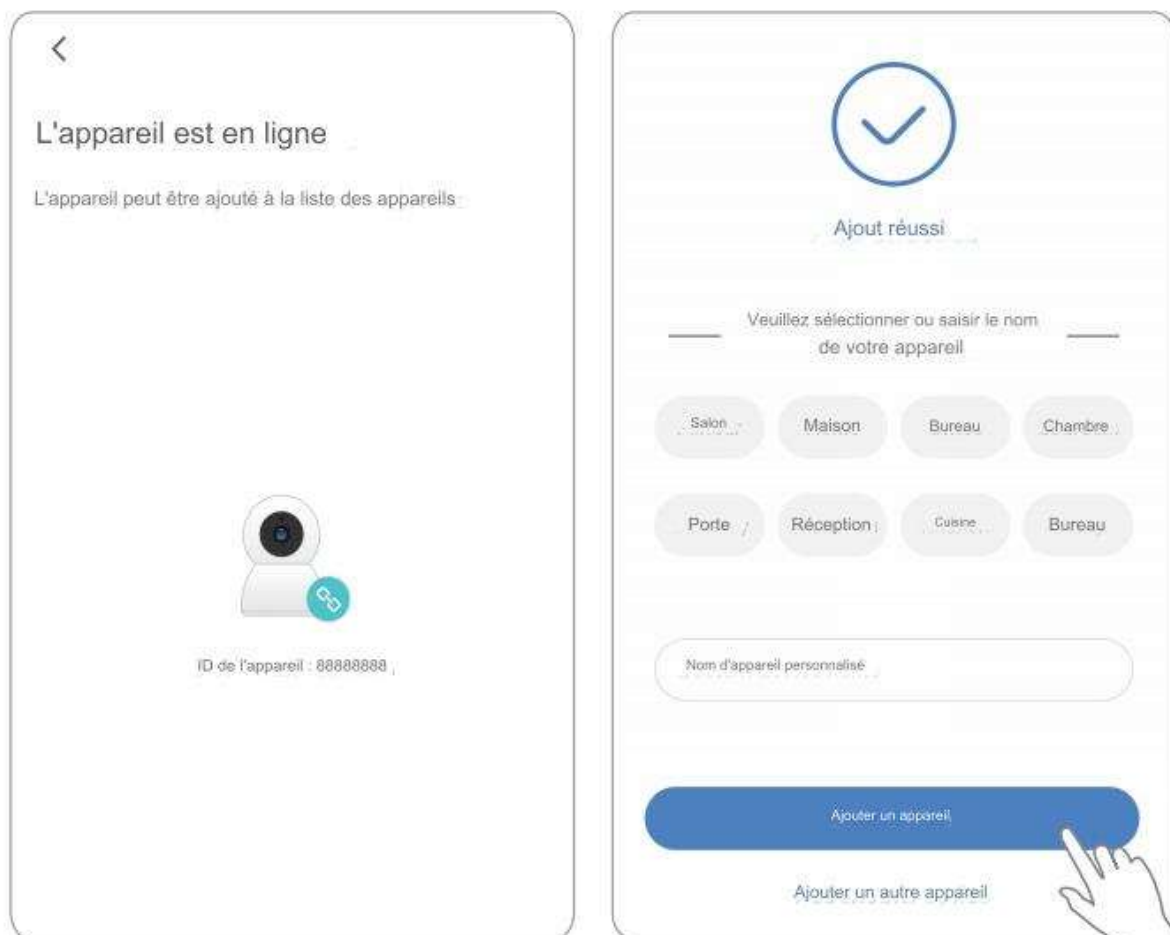 L'appareil est en ligne
L'appareil peut être ajouté à la liste des appareils
ID de l'appareil : 88888888
Ajout réussi
Veuillez sélectionner ou saisir le nom
de votre appareil
Salon
Maison
Bureau
Chambre
Porte
Réception
Cuisine
Bureau
Nom d'appareil personnalisé
Ajouter un appareil
Ajouter un autre appareil